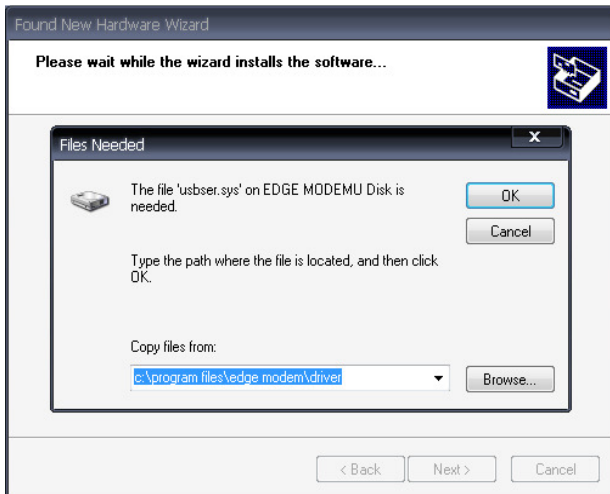 Found New Hardware Wizard
Please wait while the wizard installs the software...
Files Needed
x
The file 'usbser.sys' on EDGE MODEMU Disk is
needed.
OK
Cancel
Type the path where the file is located, and then click
OK.
Copy files from:
c:\program files\edge modem\driver
Browse...
< Back
Next >
Cancel